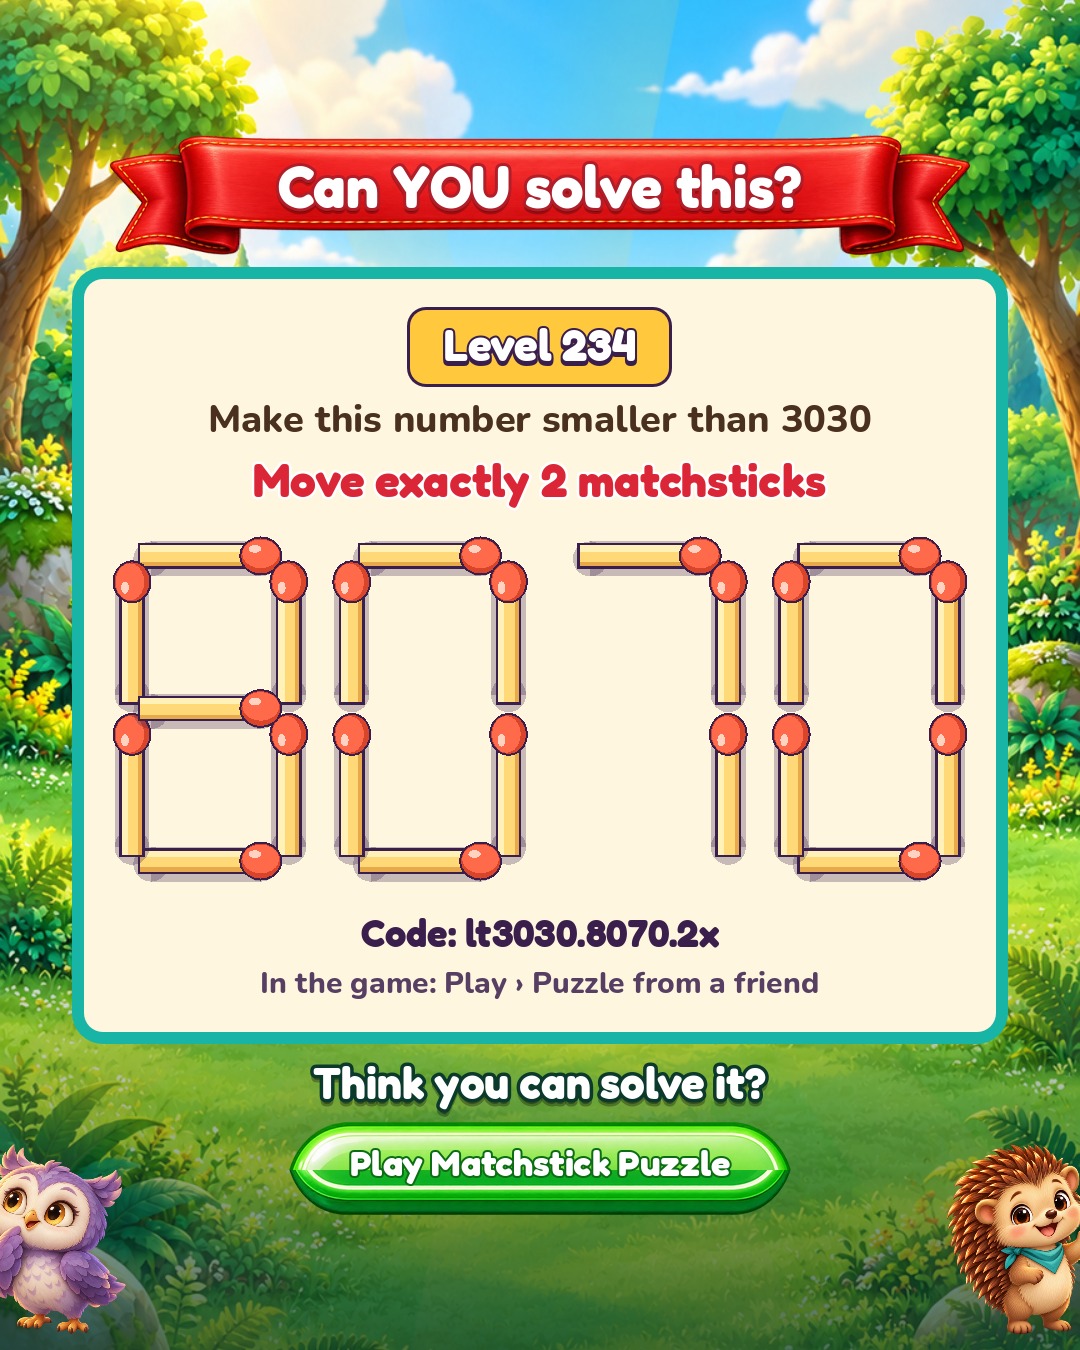 Can YOU solve this?
Level 234
Make this number smaller than 3030
Move exactly 2 matchsticks
8070
Code: lt3030.8070.2x
In the game: Play › Puzzle from a friend
Think you can solve it?
Play Matchstick Puzzle